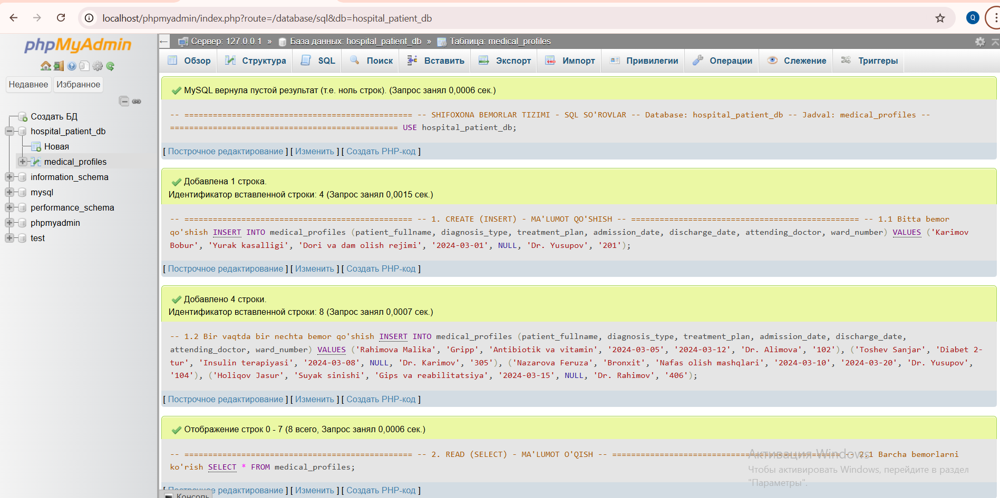 localhost/phpmyadmin/index.php?route=/database/sql&db=hospital_patient_db
Q
phpMyAdmin
Недавнее
Избранное
Создать БД
hospital_patient_db
Новая
medical_profiles
information_schema
mysql
performance_schema
phpmyadmin
test
Сервер: 127.0.0.1 » База данных: hospital_patient_db » Таблица: medical_profiles
Обзор Структура SQL Поиск Вставить Экспорт Импорт Привилегии Операции Слежение Триггеры
MySQL вернула пустой результат (т.е. ноль строк). (Запрос занял 0,0006 сек.)
-- ================================================ -- SHIFOXONA BEMORLAR TIZIMI - SQL SO'ROVLAR -- Database: hospital_patient_db -- Jadval: medical_profiles --
================================================ USE hospital_patient_db;
[ Построчное редактирование ] [ Изменить ] [ Создать PHP-код ]
Добавлена 1 строка.
Идентификатор вставленной строки: 4 (Запрос занял 0,0015 сек.)
-- ================================================ -- 1. CREATE (INSERT) - MA'LUMOT QO'SHISH -- ================================================ -- 1.1 Bitta bemor
qo'shish INSERT INTO medical_profiles (patient_fullname, diagnosis_type, treatment_plan, admission_date, discharge_date, attending_doctor, ward_number) VALUES ('Karimov
Bobur', 'Yurak kasalligi', 'Dori va dam olish rejimi', '2024-03-01', NULL, 'Dr. Yusupov', '201');
[ Построчное редактирование ] [ Изменить ] [ Создать PHP-код ]
Добавлено 4 строки.
Идентификатор вставленной строки: 8 (Запрос занял 0,0007 сек.)
-- 1.2 Bir vaqtda bir nechta bemor qo'shish INSERT INTO medical_profiles (patient_fullname, diagnosis_type, treatment_plan, admission_date, discharge_date,
attending_doctor, ward_number) VALUES ('Rahimova Malika', 'Gripp', 'Antibiotik va vitamin', '2024-03-05', '2024-03-12', 'Dr. Alimova', '102'), ('Toshev Sanjar', 'Diabet 2-
tur', 'Insulin terapiyasi', '2024-03-08', NULL, 'Dr. Karimov', '305'), ('Nazarova Feruza', 'Bronxit', 'Nafas olish mashqlari', '2024-03-10', '2024-03-20', 'Dr. Yusupov',
'104'), ('Holiqov Jasur', 'Suyak sinishi', 'Gips va reabilitatsiya', '2024-03-15', NULL, 'Dr. Rahimov', '406');
[ Построчное редактирование ] [ Изменить ] [ Создать PHP-код ]
Отображение строк 0 - 7 (8 всего, Запрос занял 0,0006 сек.)
-- ================================================ -- 2. READ (SELECT) - MA'LUMOT O'QISH -- ================================================ -- 2.1 Barcha bemorlarni
ko'rish SELECT * FROM medical_profiles;
[ Построчное редактирование ] [ Изменить ] [ Создать PHP-код ]
Консоль
Активация Windows
Чтобы активировать Windows, перейдите в раздел
"Параметры".